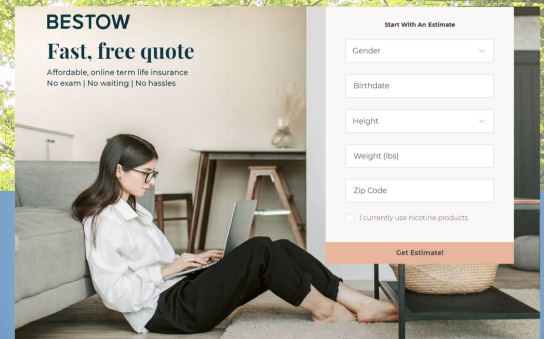 BESTOW
Fast, free quote
Affordable, online term life insurance
No exam | No waiting | No hassles
Start With An Estimate
Gender
Birthdate
Height
Weight (lbs)
Zip Code
I currently use nicotine products
Get Estimate!